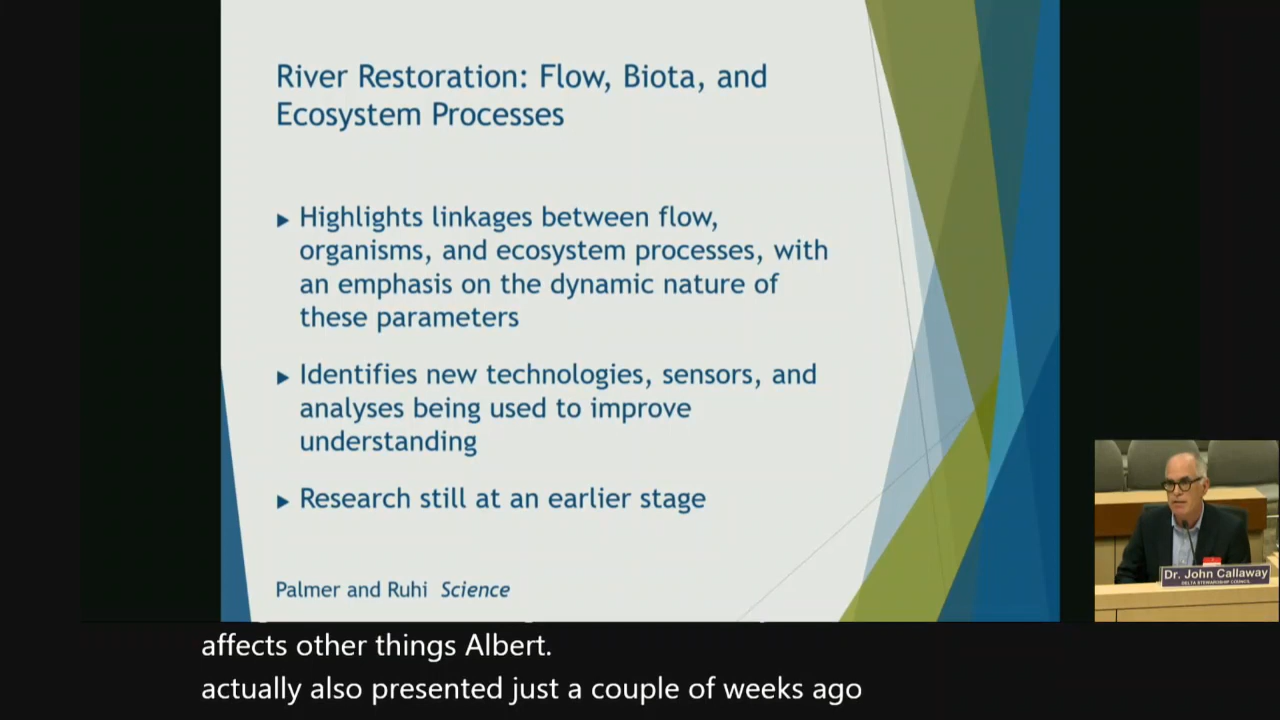 River Restoration: Flow, Biota, and
Ecosystem Processes
Highlights linkages between flow,
organisms, and ecosystem processes, with
an emphasis on the dynamic nature of
these parameters
Identifies new technologies, sensors, and
analyses being used to improve
understanding
Research still at an earlier stage
Palmer and Ruhi Science
Dr. John Callaway
DELTA STEWARDSHIP COUNCIL
affects other things Albert.
actually also presented just a couple of weeks ago